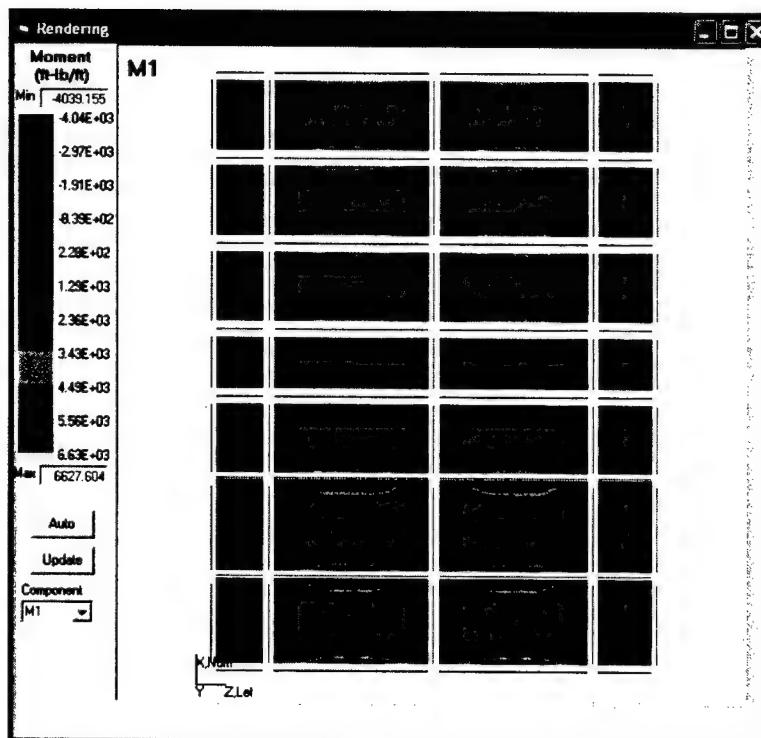 Rendering
Moment
(ft-lb/ft)
Min -4039.155
-4.04E+03
-2.97E+03
-1.91E+03
-8.39E+02
2.28E+02
1.29E+03
2.36E+03
3.43E+03
4.49E+03
5.56E+03
6.63E+03
Max 6627.604
Auto
Update
Component
M1
M1
Y Z,Lat